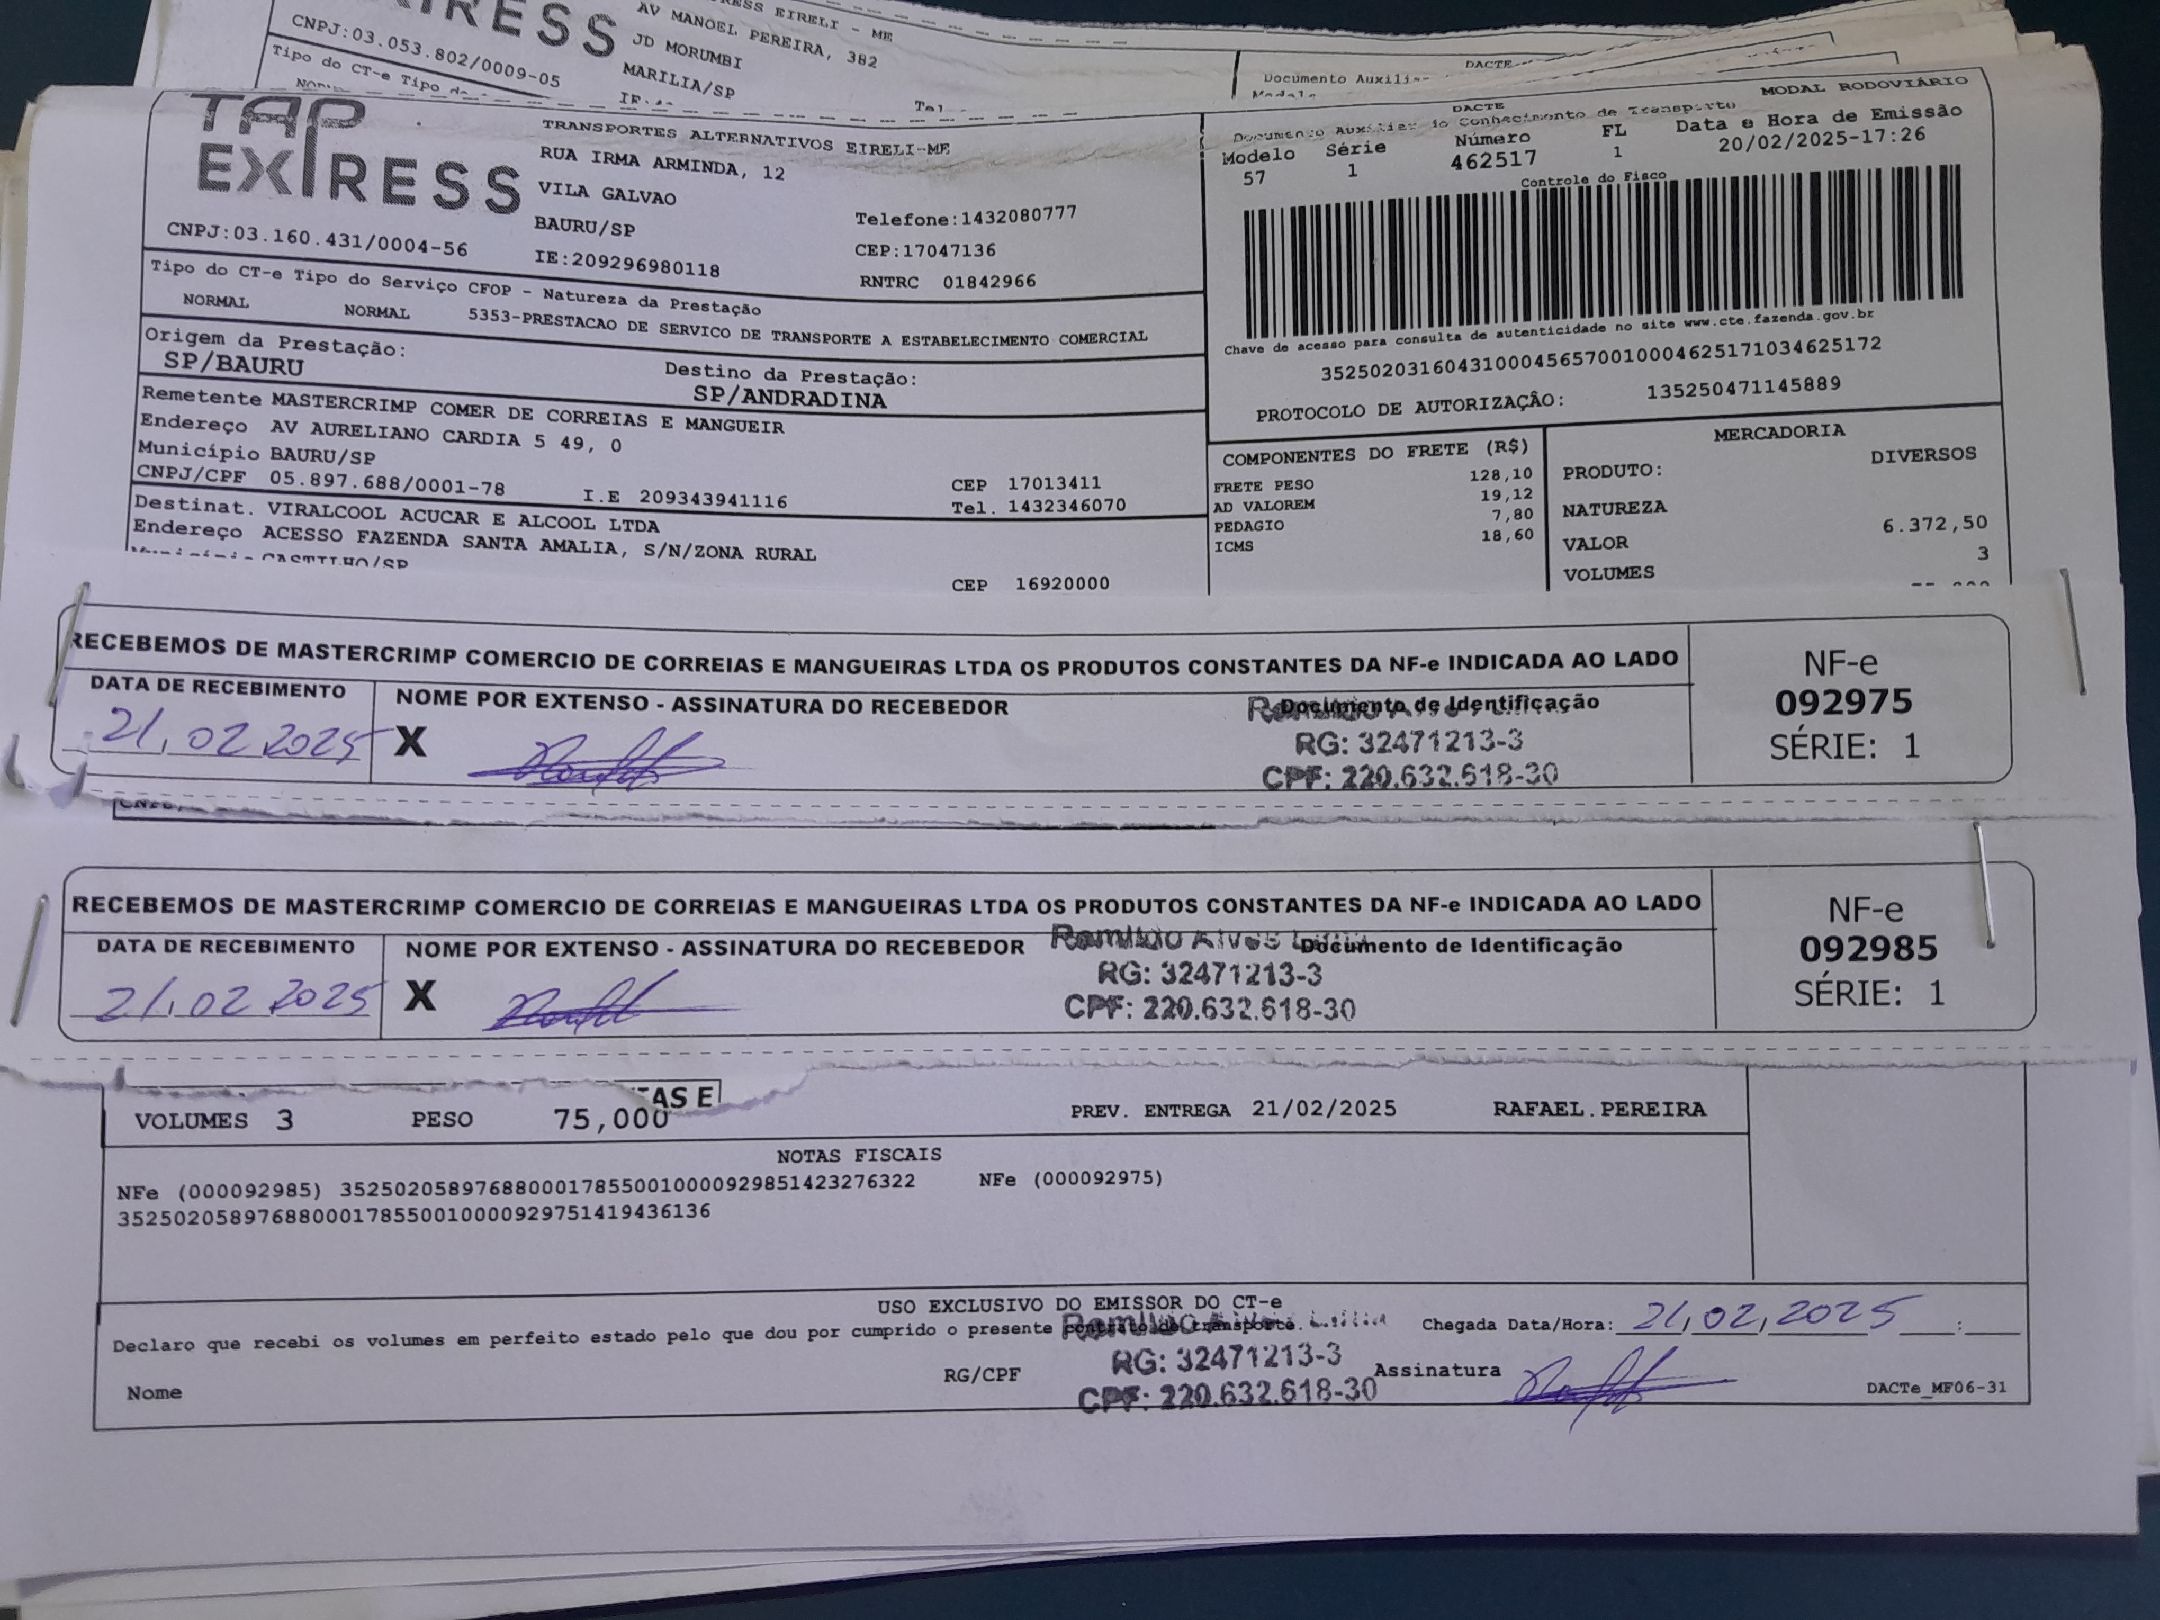 CNPJ:03.053.802/0009-05
Tipo do CT-e
AV MANOEL PEREIRA, 382
JD MORUMBI
MARILIA/SP
EIRELI - ME
DACTE
Documento
TAP
EXPRESS
CNPJ:03.160.431/0004-56
TRANSPORTES ALTERNATIVOS EIRELI-ME
RUA IRMA ARMINDA, 12
VILA GALVAO
BAURU/SP
IE:209296980118
Telefone:1432080777
CEP:17047136
RNTRC 01842966
MODAL RODOVIÁRIO
DACTE
Documento Auxiliar do Conhecimento de Transporte
Modelo Série Número FL Data e Hora de Emissão
57 1 462517 1 20/02/2025-17:26
Controle do Fisco
Chave de acesso para consulta de autenticidade no site www.cte.fazenda.gov.br
35250203160431000456570010004625171034625172
PROTOCOLO DE AUTORIZAÇÃO: 135250471145889
Tipo do CT-e Tipo do Serviço CFOP - Natureza da Prestação
NORMAL NORMAL 5353-PRESTACAO DE SERVICO DE TRANSPORTE A ESTABELECIMENTO COMERCIAL
Origem da Prestação: Destino da Prestação:
SP/BAURU SP/ANDRADINA
Remetente MASTERCRIMP COMER DE CORREIAS E MANGUEIR
Endereço AV AURELIANO CARDIA 5 49, 0
Município BAURU/SP CEP 17013411
CNPJ/CPF 05.897.688/0001-78 I.E 209343941116 Tel. 1432346070
Destinat. VIRALCOOL ACUCAR E ALCOOL LTDA
Endereço ACESSO FAZENDA SANTA AMALIA, S/N/ZONA RURAL
CASTILHO/SP CEP 16920000
COMPONENTES DO FRETE (R$)
FRETE PESO 128,10
AD VALOREM 19,12
PEDAGIO 7,80
ICMS 18,60
MERCADORIA
PRODUTO: DIVERSOS
NATUREZA
VALOR 6.372,50
VOLUMES 3
RECEBEMOS DE MASTERCRIMP COMERCIO DE CORREIAS E MANGUEIRAS LTDA OS PRODUTOS CONSTANTES DA NF-e INDICADA AO LADO
DATA DE RECEBIMENTO NOME POR EXTENSO - ASSINATURA DO RECEBEDOR Documento de Identificação
21.02.2025 X
RG: 32471213-3
CPF: 220.632.618-30
NF-e
092975
SÉRIE: 1
RECEBEMOS DE MASTERCRIMP COMERCIO DE CORREIAS E MANGUEIRAS LTDA OS PRODUTOS CONSTANTES DA NF-e INDICADA AO LADO
DATA DE RECEBIMENTO NOME POR EXTENSO - ASSINATURA DO RECEBEDOR Romildo Alves Documento de Identificação
21.02.2025 X
RG: 32471213-3
CPF: 220.632.618-30
NF-e
092985
SÉRIE: 1
TAS E
VOLUMES 3 PESO 75,000 PREV. ENTREGA 21/02/2025 RAFAEL.PEREIRA
NOTAS FISCAIS
NFe (000092985) 35250205897688000178550010000929851423276322 NFe (000092975)
35250205897688000178550010000929751419436136
USO EXCLUSIVO DO EMISSOR DO CT-e
Declaro que recebi os volumes em perfeito estado pelo que dou por cumprido o presente contrato de transporte.
Romildo Alves
Chegada Data/Hora: 21,02,2025 :
Nome RG/CPF
RG: 32471213-3
CPF: 220.632.618-30
Assinatura
DACTe_MF06-31